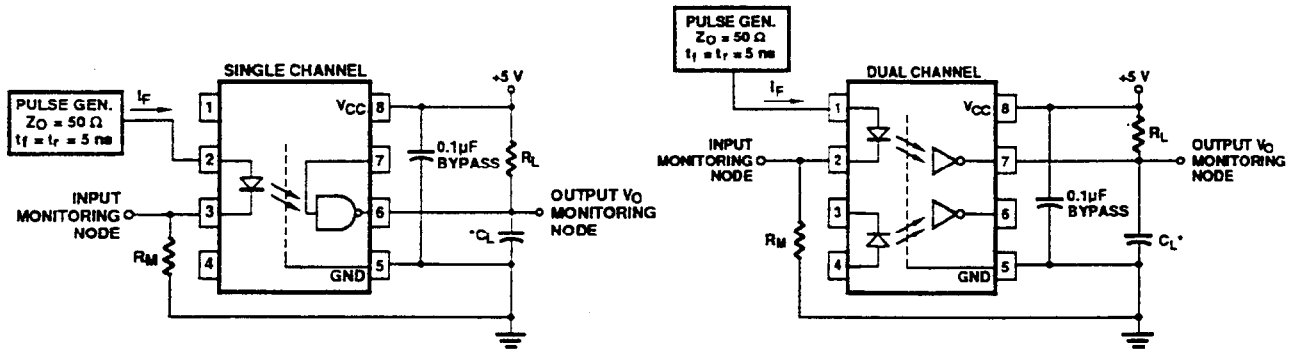 SINGLE CHANNEL
PULSE GEN.
Z_O = 50 Ω
t_f = t_r = 5 ns
I_F
1
2
3
4
V_CC
8
7
6
5
GND
+5 V
0.1µF
BYPASS
R_L
*C_L
INPUT
MONITORING
NODE
R_M
OUTPUT V_O
MONITORING
NODE
PULSE GEN.
Z_O = 50 Ω
t_f = t_r = 5 ns
DUAL CHANNEL
I_F
1
2
3
4
V_CC
8
7
6
5
GND
+5 V
R_L
0.1µF
BYPASS
C_L*
INPUT
MONITORING
NODE
R_M
OUTPUT V_O
MONITORING
NODE